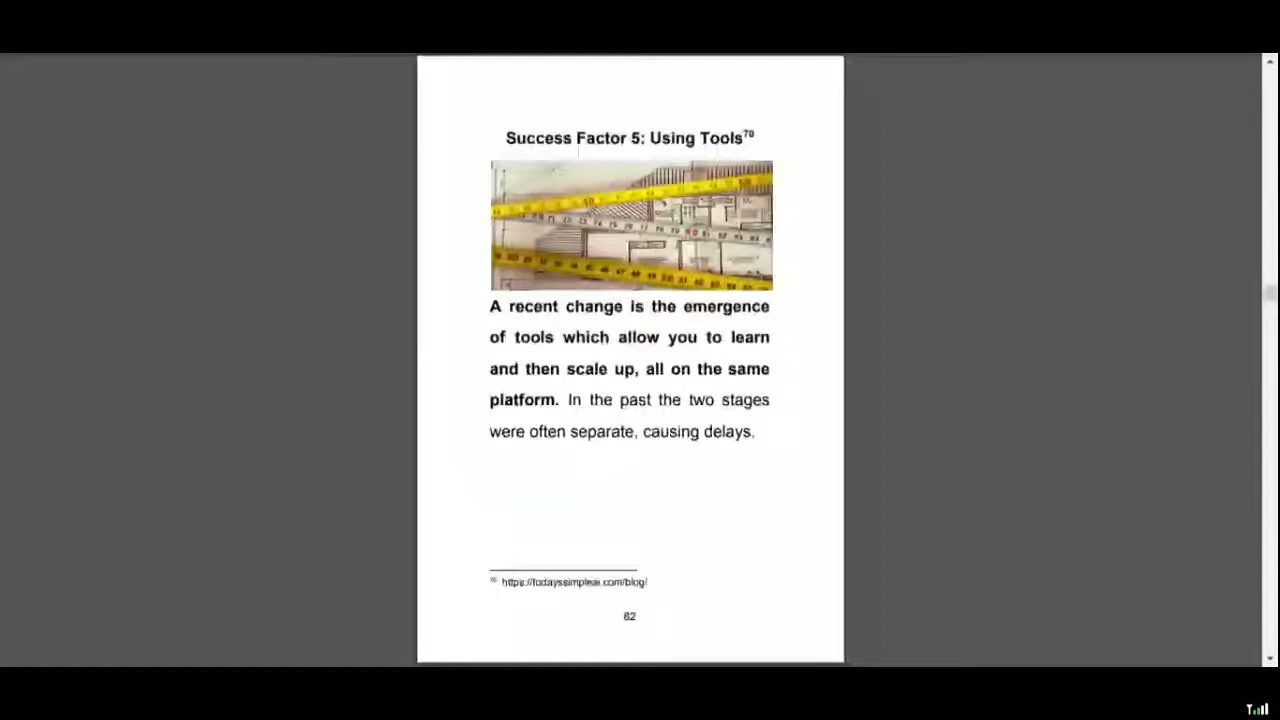 Success Factor 5: Using Tools70
A recent change is the emergence
of tools which allow you to learn
and then scale up, all on the same
platform. In the past the two stages
were often separate, causing delays.
70 https://todayssimpleai.com/blog/
62